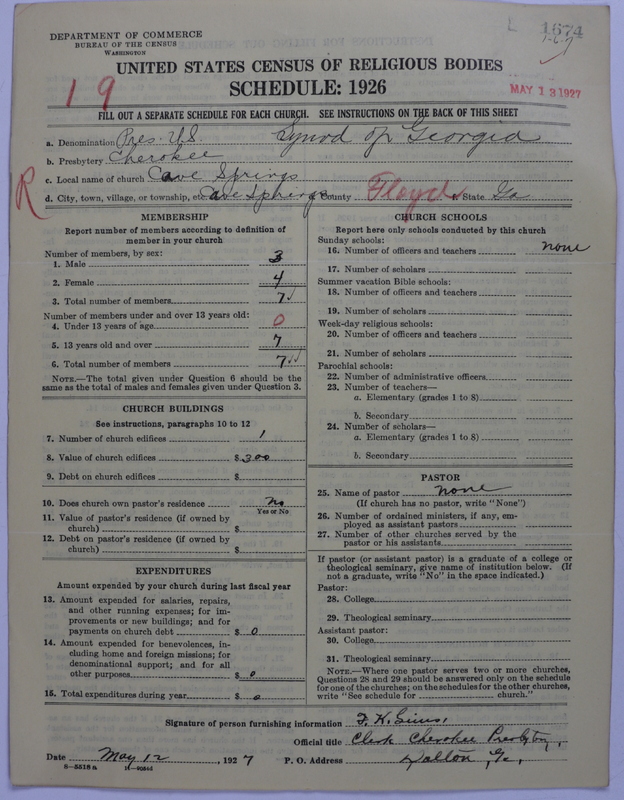 DEPARTMENT OF COMMERCE
BUREAU OF THE CENSUS
WASHINGTON
1674
1-6-7
UNITED STATES CENSUS OF RELIGIOUS BODIES
SCHEDULE: 1926
MAY 13 1927
19
FILL OUT A SEPARATE SCHEDULE FOR EACH CHURCH. SEE INSTRUCTIONS ON THE BACK OF THIS SHEET
a. Denomination Pres. U.S. Synod of Georgia
b. Presbytery Cherokee
c. Local name of church Cave Springs
R
d. City, town, village, or township, etc. Cave Springs County Floyd State Ga
MEMBERSHIP
Report number of members according to definition of
member in your church
Number of members, by sex:
1. Male 3
2. Female 4
3. Total number of members 7
Number of members under and over 13 years old:
4. Under 13 years of age 0
5. 13 years old and over 7
6. Total number of members 7
NOTE.—The total given under Question 6 should be the
same as the total of males and females given under Question 3.
CHURCH BUILDINGS
See instructions, paragraphs 10 to 12
7. Number of church edifices 1
8. Value of church edifices $300
9. Debt on church edifices $
10. Does church own pastor's residence No
Yes or No
11. Value of pastor's residence (if owned by
church) $
12. Debt on pastor's residence (if owned by
church) $
EXPENDITURES
Amount expended by your church during last fiscal year
13. Amount expended for salaries, repairs,
and other running expenses; for im-
provements or new buildings; and for
payments on church debt $ 0
14. Amount expended for benevolences, in-
cluding home and foreign missions; for
denominational support; and for all
other purposes $ 0
15. Total expenditures during year $ 0
CHURCH SCHOOLS
Report here only schools conducted by this church
Sunday schools:
16. Number of officers and teachers none
17. Number of scholars
Summer vacation Bible schools:
18. Number of officers and teachers
19. Number of scholars
Week-day religious schools:
20. Number of officers and teachers
21. Number of scholars
Parochial schools:
22. Number of administrative officers
23. Number of teachers—
a. Elementary (grades 1 to 8)
b. Secondary
24. Number of scholars—
a. Elementary (grades 1 to 8)
b. Secondary
PASTOR
25. Name of pastor none
(If church has no pastor, write "None")
26. Number of ordained ministers, if any, em-
ployed as assistant pastors
27. Number of other churches served by the
pastor or his assistants
If pastor (or assistant pastor) is a graduate of a college or
theological seminary, give name of institution below. (If
not a graduate, write "No" in the space indicated.)
Pastor:
28. College
29. Theological seminary
Assistant pastor:
30. College
31. Theological seminary
NOTE.—Where one pastor serves two or more churches,
Questions 28 and 29 should be answered only on the schedule
for one of the churches; on the schedules for the other churches,
write "See schedule for church."
Signature of person furnishing information F. K. Sims,
Official title Clerk Cherokee Presbytery,
Date May 12, 1927 P. O. Address Dalton, Ga,
8-5518a